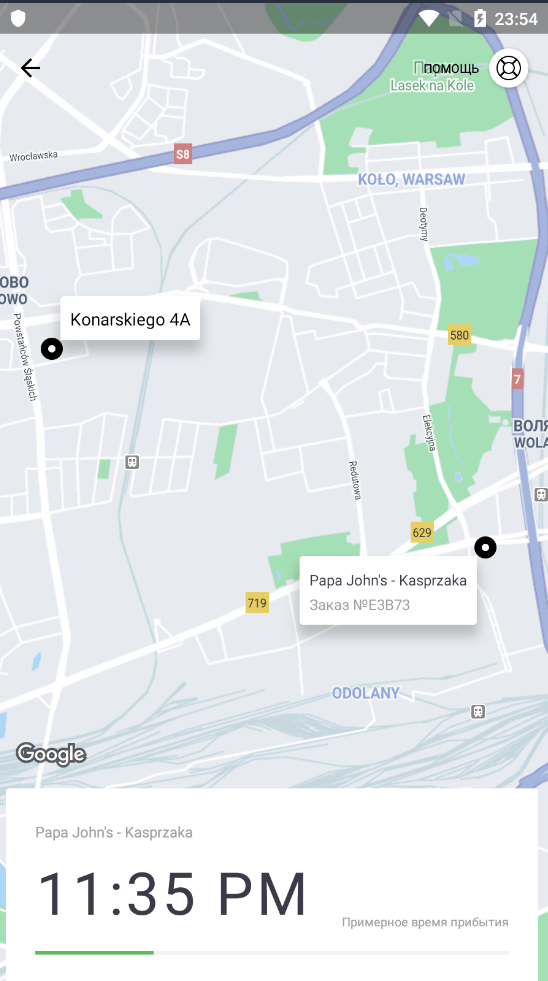 23:54
помощь
Lasek na Kole
Wrocławska
S8
KOŁO, WARSAW
Deotymy
OBO
OWO
Konarskiego 4A
Powstańców Śląskich
580
7
ВОЛЯ
WOLA
Elekcyjna
Redutowa
629
Papa John's - Kasprzaka
Заказ №E3B73
719
ODOLANY
Google
Papa John's - Kasprzaka
11:35 PM
Примерное время прибытия